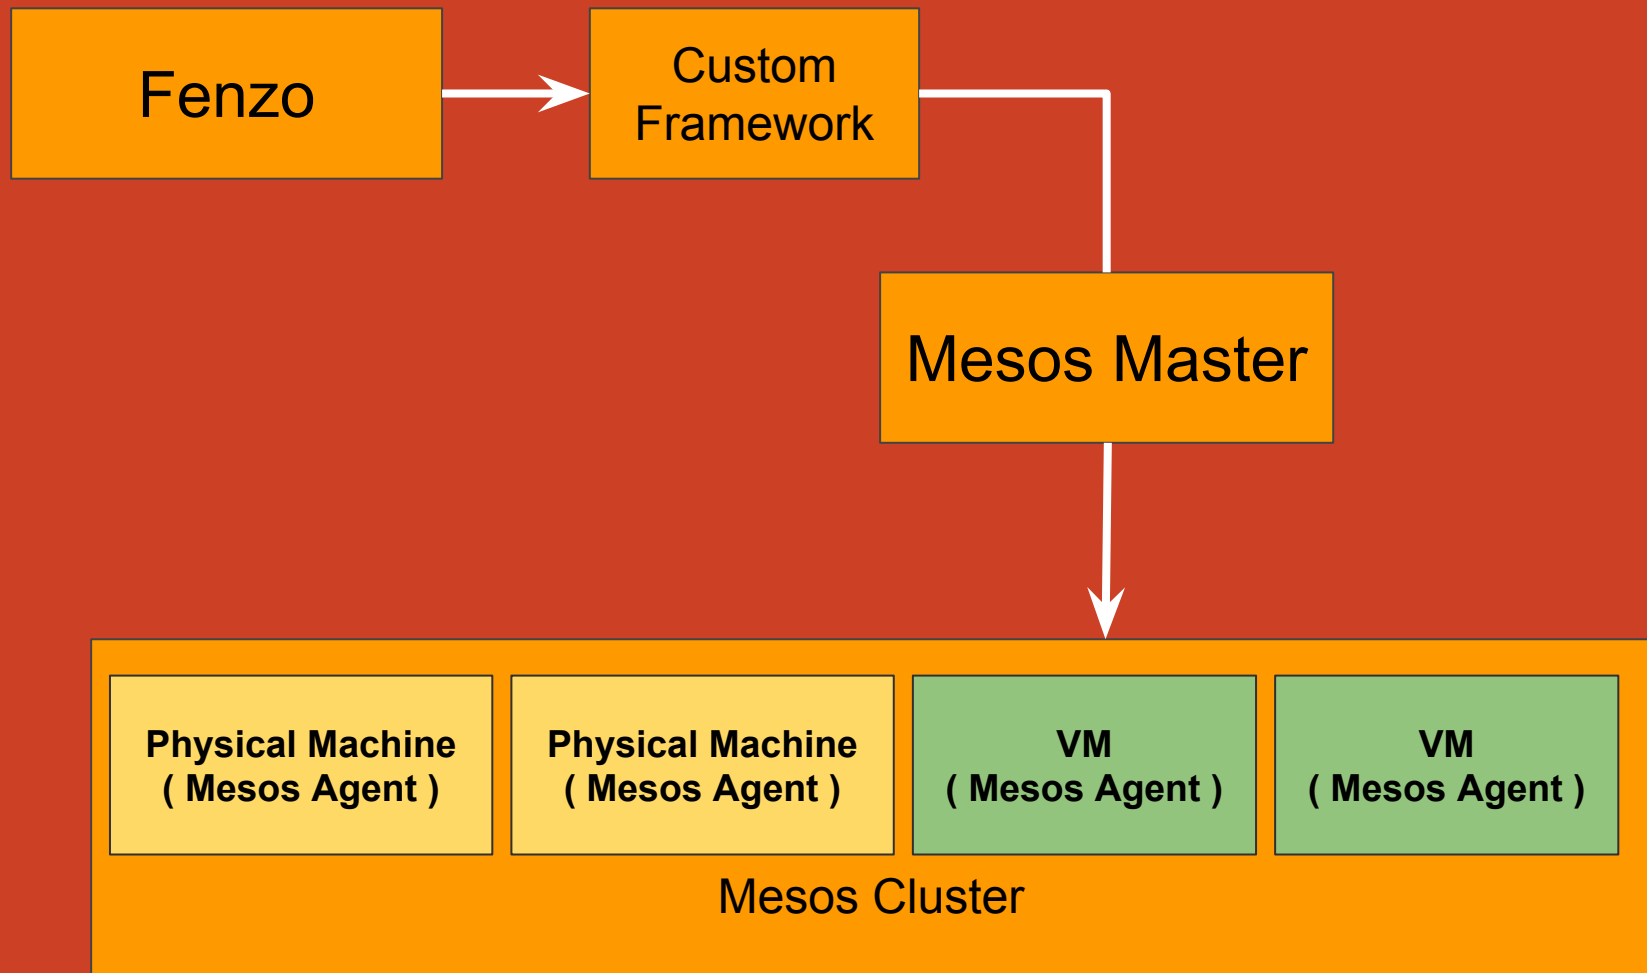 Fenzo
Custom
Framework
Mesos Master
Physical Machine
( Mesos Agent )
Physical Machine
( Mesos Agent )
VM
( Mesos Agent )
VM
( Mesos Agent )
Mesos Cluster